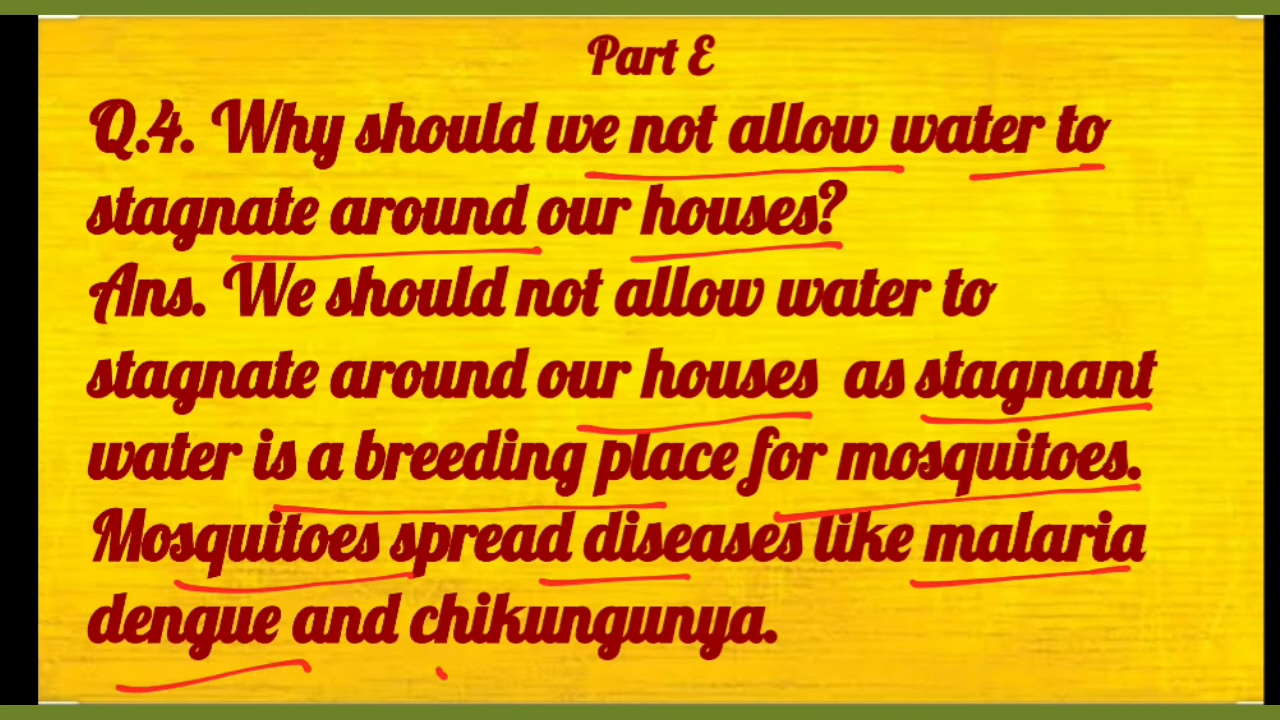 Part E
Q.4. Why should we not allow water to
stagnate around our houses?
Ans. We should not allow water to
stagnate around our houses as stagnant
water is a breeding place for mosquitoes.
Mosquitoes spread diseases like malaria
dengue and chikungunya.